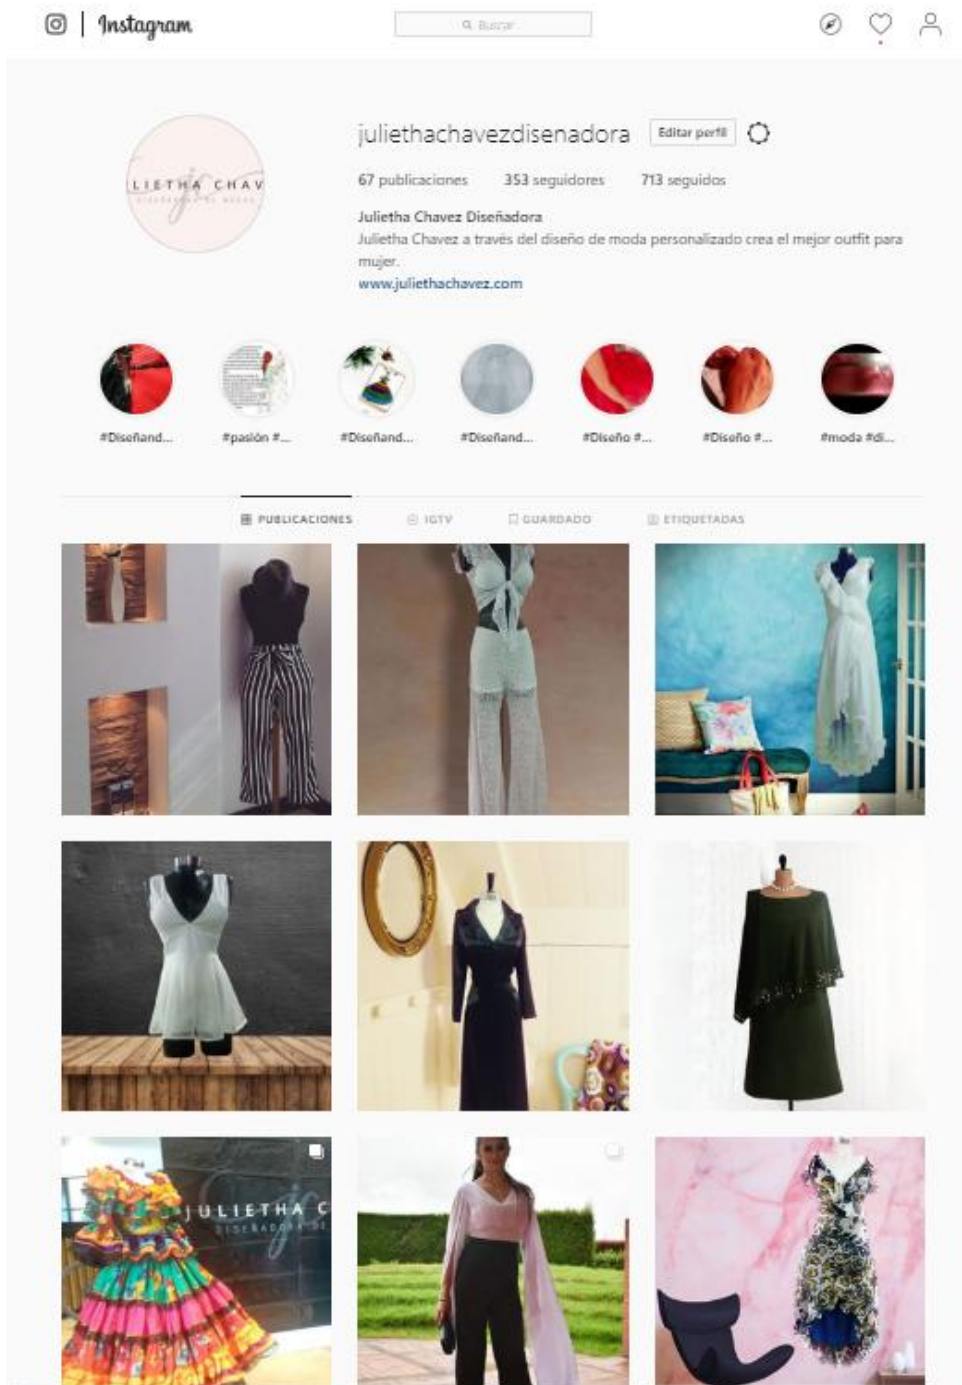 Instagram
Buscar
juliethachavezdisenadora Editar perfil
67 publicaciones 353 seguidores 713 seguidos
Julietha Chavez Diseñadora
Julietha Chavez a través del diseño de moda personalizado crea el mejor outfit para
mujer.
www.juliethachavez.com
LIETHA CHAV
#Diseñand... #pasión #... #Diseñand... #Diseñand... #Diseño #... #Diseño #... #moda #di...
PUBLICACIONES IGTV GUARDADO ETIQUETADAS
JULIETHA C
DISEÑADORA DE